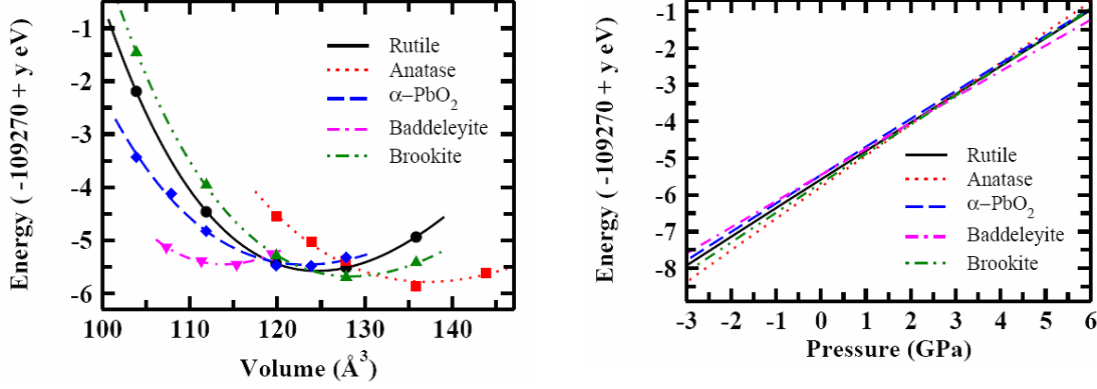 Energy ( -109270 + y eV)
-1
-2
-3
-4
-5
-6
100 110 120 130 140
Volume (Å³)
Rutile
Anatase
α−PbO₂
Baddeleyite
Brookite
Energy ( -109270 + y eV)
-1
-2
-3
-4
-5
-6
-7
-8
-3 -2 -1 0 1 2 3 4 5 6
Pressure (GPa)
Rutile
Anatase
α−PbO₂
Baddeleyite
Brookite